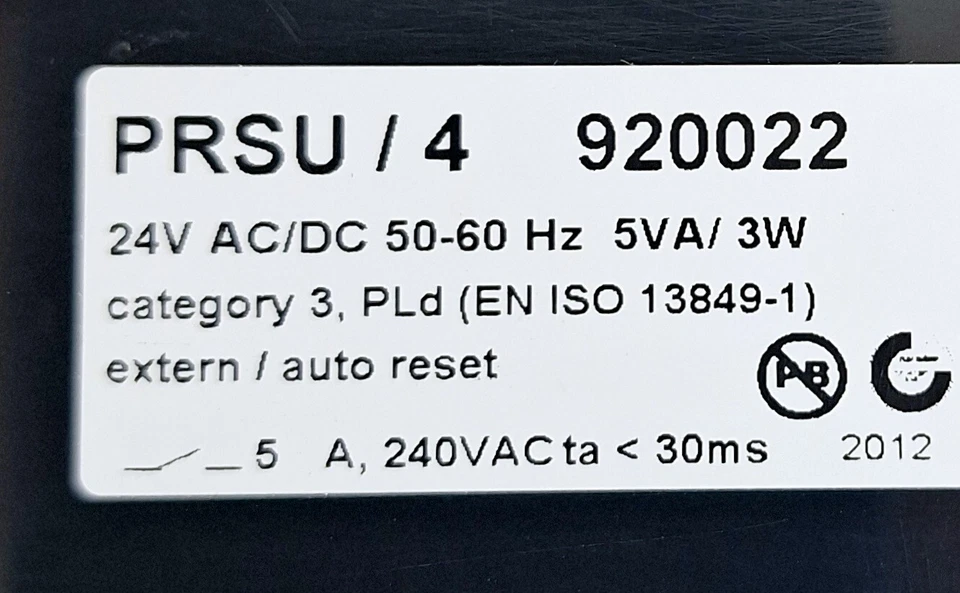 PRSU / 4 920022
24V AC/DC 50-60 Hz 5VA/ 3W
category 3, PLd (EN ISO 13849-1)
extern / auto reset
PB
5 A, 240VAC ta < 30ms 2012